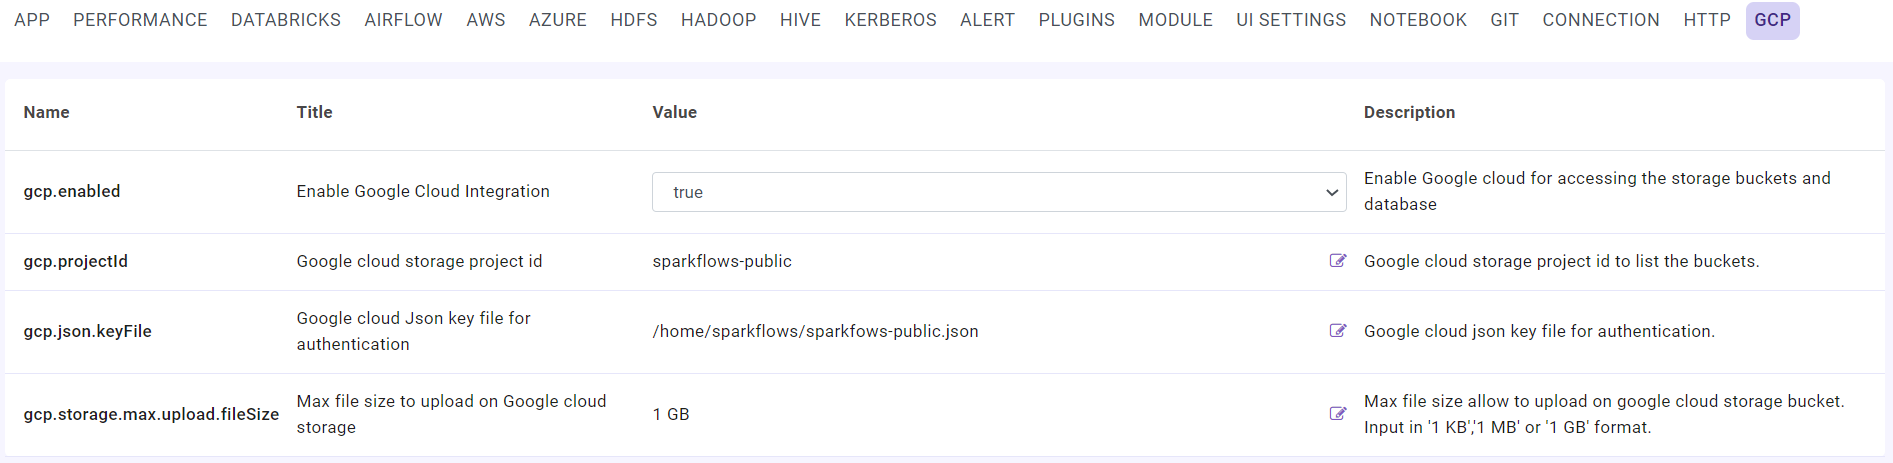 APP PERFORMANCE DATABRICKS AIRFLOW AWS AZURE HDFS HADOOP HIVE KERBEROS ALERT PLUGINS MODULE UI SETTINGS NOTEBOOK GIT CONNECTION HTTP GCP
Name Title Value Description
gcp.enabled Enable Google Cloud Integration true Enable Google cloud for accessing the storage buckets and
database
gcp.projectId Google cloud storage project id sparkflows-public Google cloud storage project id to list the buckets.
gcp.json.keyFile Google cloud Json key file for
authentication /home/sparkflows/sparkfows-public.json Google cloud json key file for authentication.
gcp.storage.max.upload.fileSize Max file size to upload on Google cloud
storage 1 GB Max file size allow to upload on google cloud storage bucket.
Input in '1 KB','1 MB' or '1 GB' format.